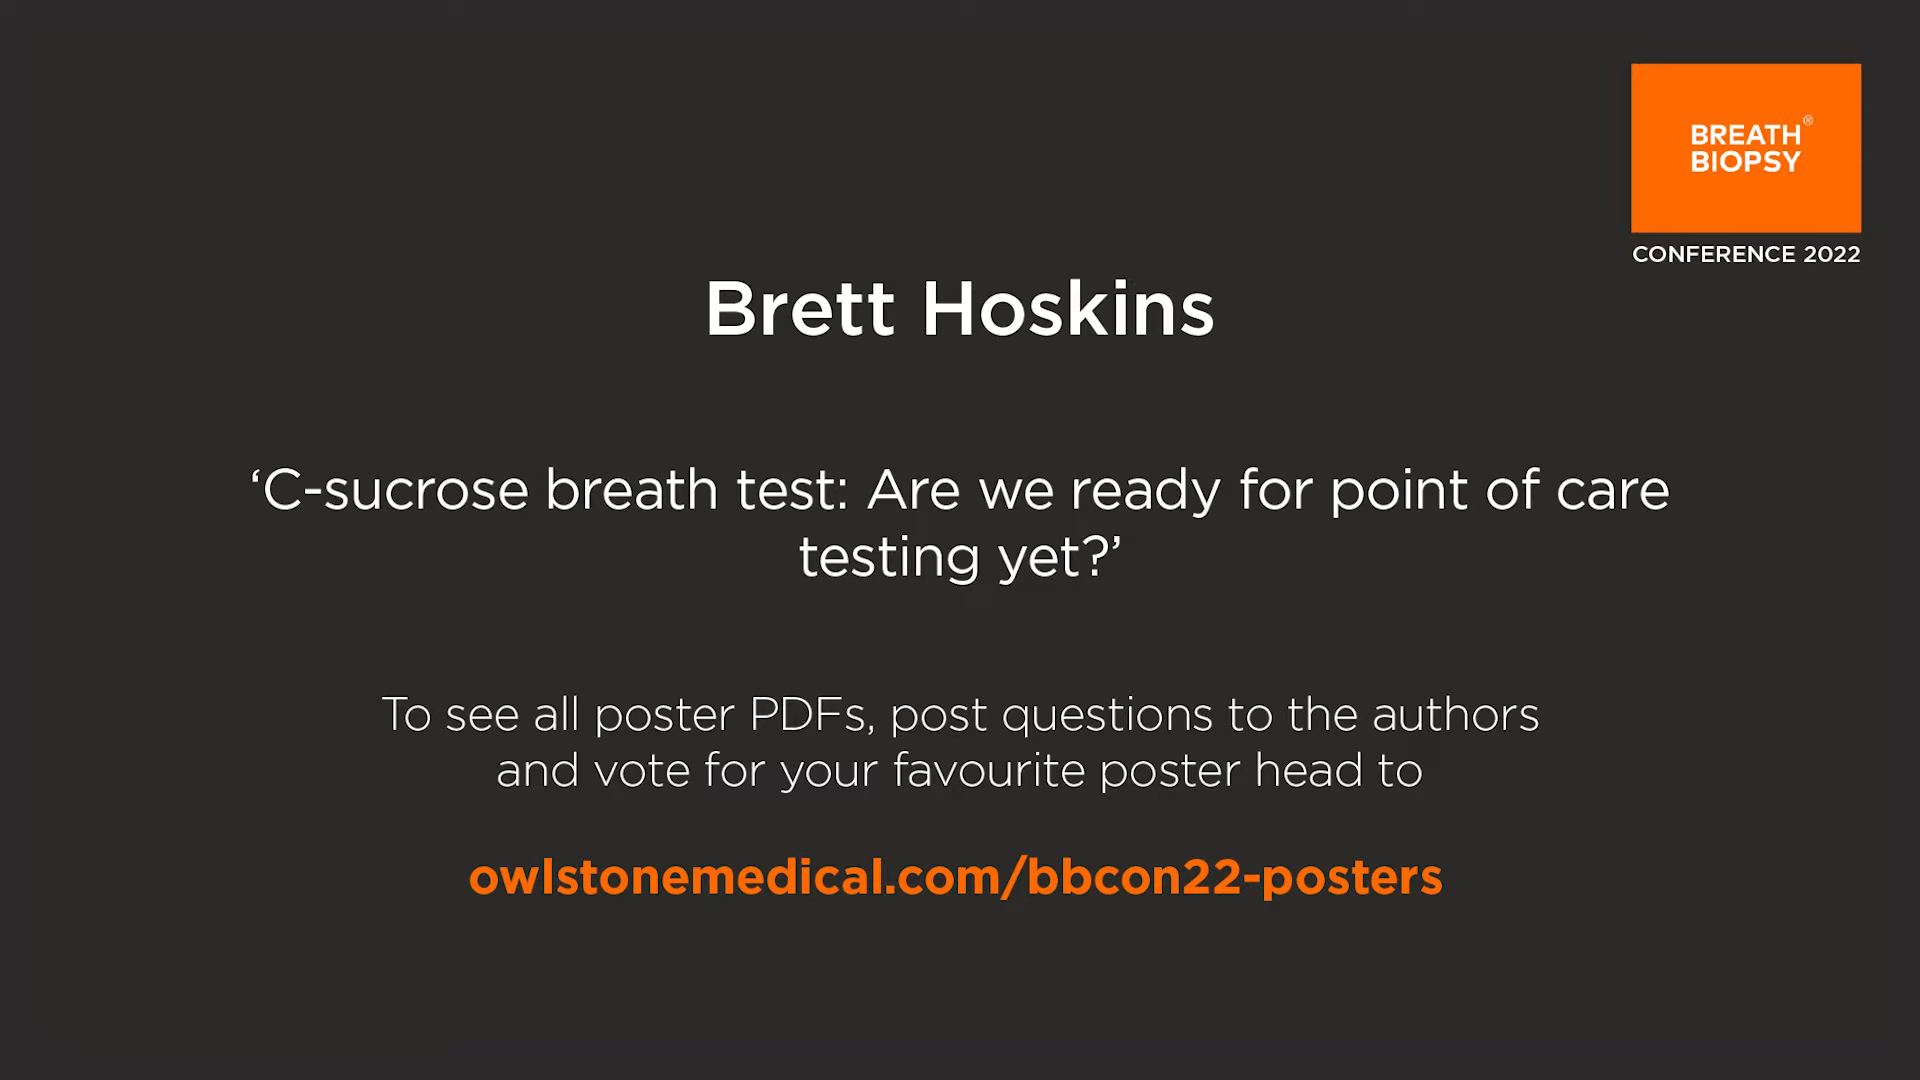 BREATH®
BIOPSY
CONFERENCE 2022
Brett Hoskins
‘C-sucrose breath test: Are we ready for point of care
testing yet?’
To see all poster PDFs, post questions to the authors
and vote for your favourite poster head to
owlstonemedical.com/bbcon22-posters